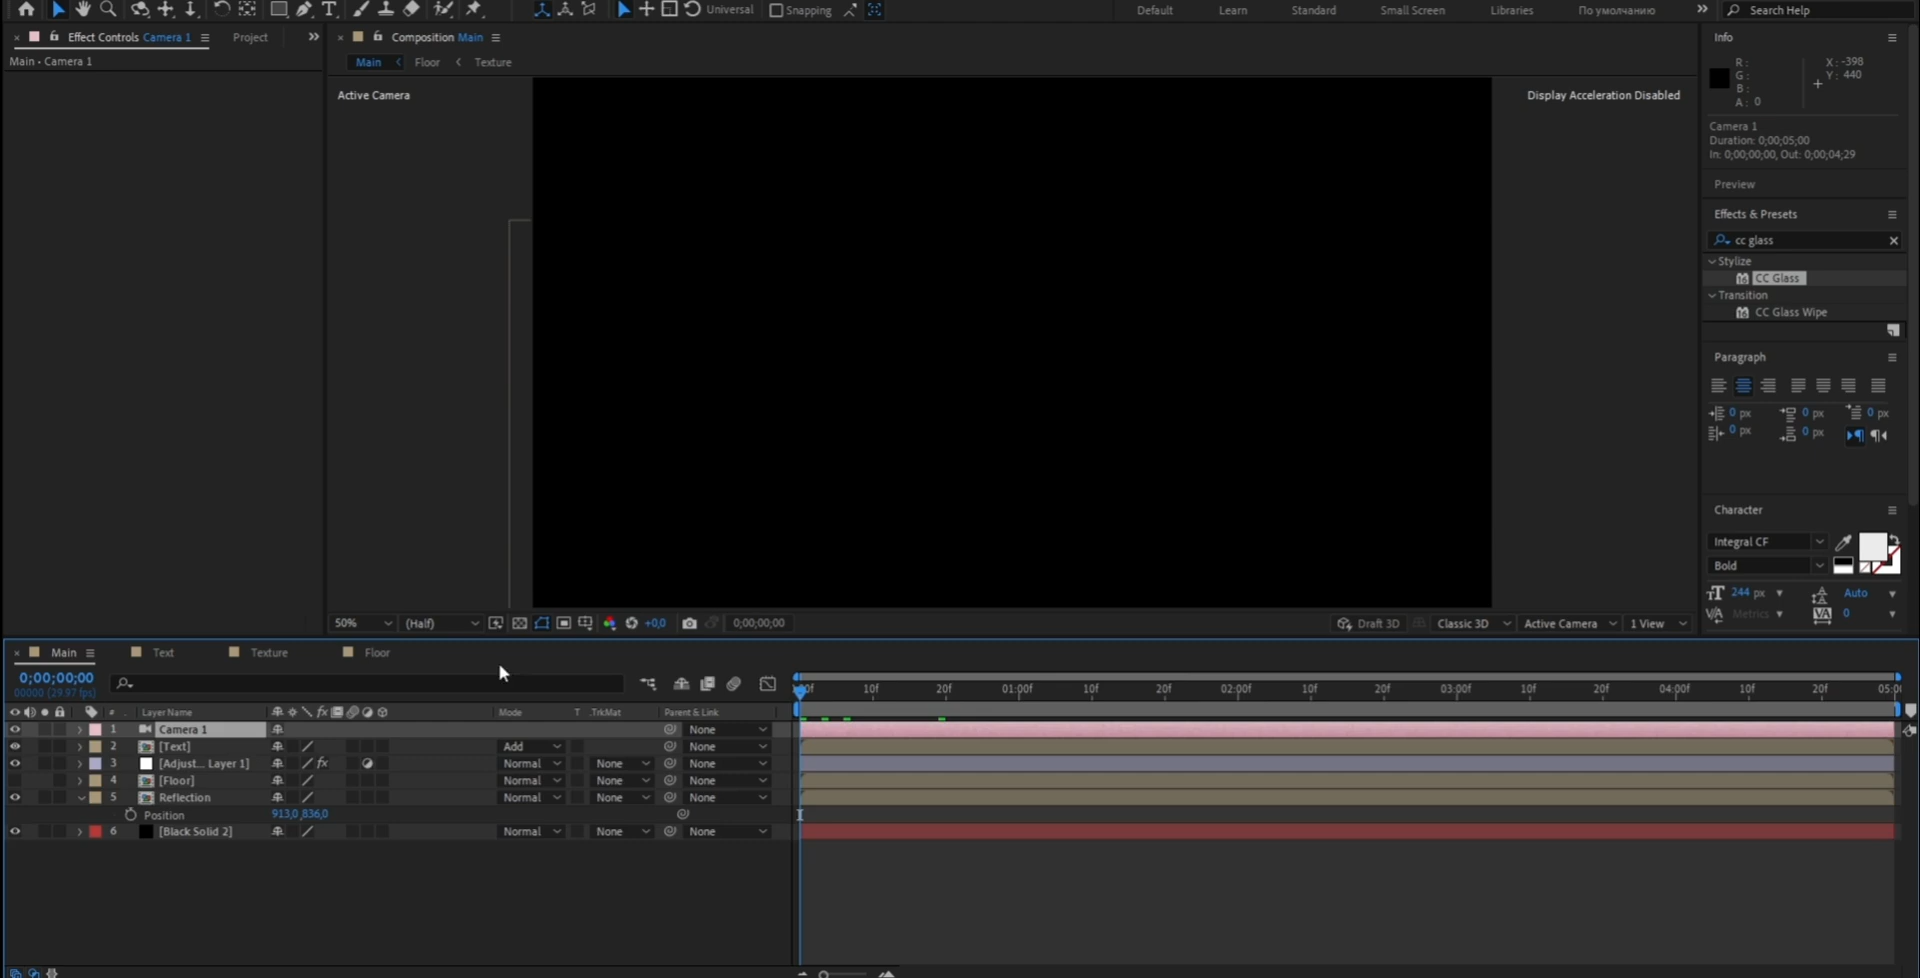 Universal
Snapping
Default
Learn
Standard
Small Screen
Libraries
По умолчанию
Search Help
Effect Controls Camera 1
Project
Composition Main
Info
Main • Camera 1
Main
Floor
Texture
R :
G :
B :
A : 0
X : -398
Y : 440
Active Camera
Display Acceleration Disabled
Camera 1
Duration: 0;00;05;00
In: 0;00;00;00, Out: 0;00;04;29
Preview
Effects & Presets
cc glass
Stylize
CC Glass
Transition
CC Glass Wipe
Paragraph
0 px
0 px
0 px
0 px
0 px
Character
Integral CF
Bold
244 px
Auto
Metrics
0
50%
(Half)
+0,0
0;00;00;00
Draft 3D
Classic 3D
Active Camera
1 View
Main
Text
Texture
Floor
0;00;00;00
00000 (29.97 fps)
10f
20f
01:00f
10f
20f
02:00f
10f
20f
03:00f
10f
20f
04:00f
10f
20f
# Layer Name
Mode
T .TrkMat
Parent & Link
1 Camera 1 None
2 [Text] Add None
3 [Adjust... Layer 1] fx Normal None None
4 [Floor] Normal None None
5 Reflection Normal None None
Position 913,0,836,0
6 [Black Solid 2] Normal None None